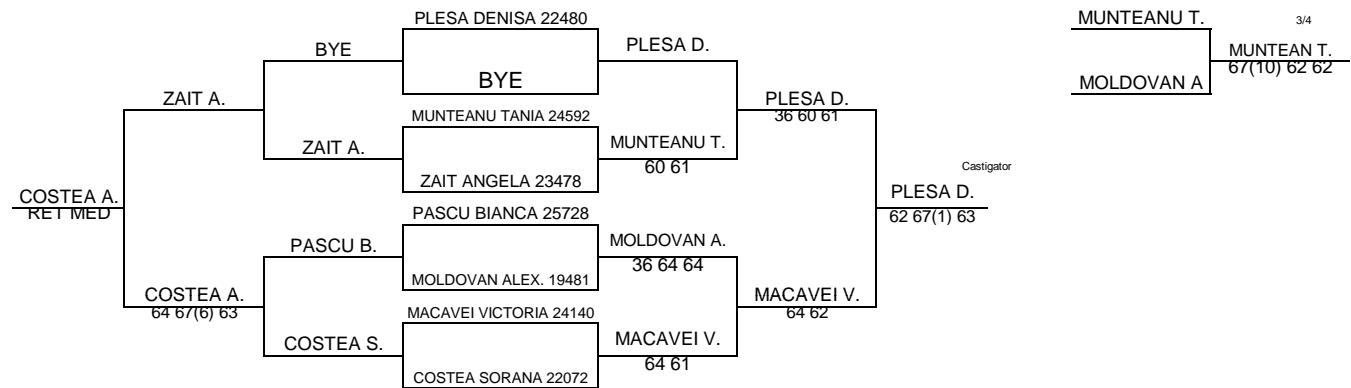 PLESA DENISA 22480
MUNTEANU T.
3/4
BYE
PLESA D.
MUNTEAN T.
67(10) 62 62
BYE
MOLDOVAN A
ZAIT A.
PLESA D.
36 60 61
MUNTEANU TANIA 24592
ZAIT A.
MUNTEANU T.
60 61
Castigator
ZAIT ANGELA 23478
COSTEA A.
RET MED
PLESA D.
62 67(1) 63
PASCU BIANCA 25728
PASCU B.
MOLDOVAN A.
36 64 64
MOLDOVAN ALEX. 19481
COSTEA A.
64 67(6) 63
MACAVEI V.
64 62
MACAVEI VICTORIA 24140
COSTEA S.
MACAVEI V.
64 61
COSTEA SORANA 22072